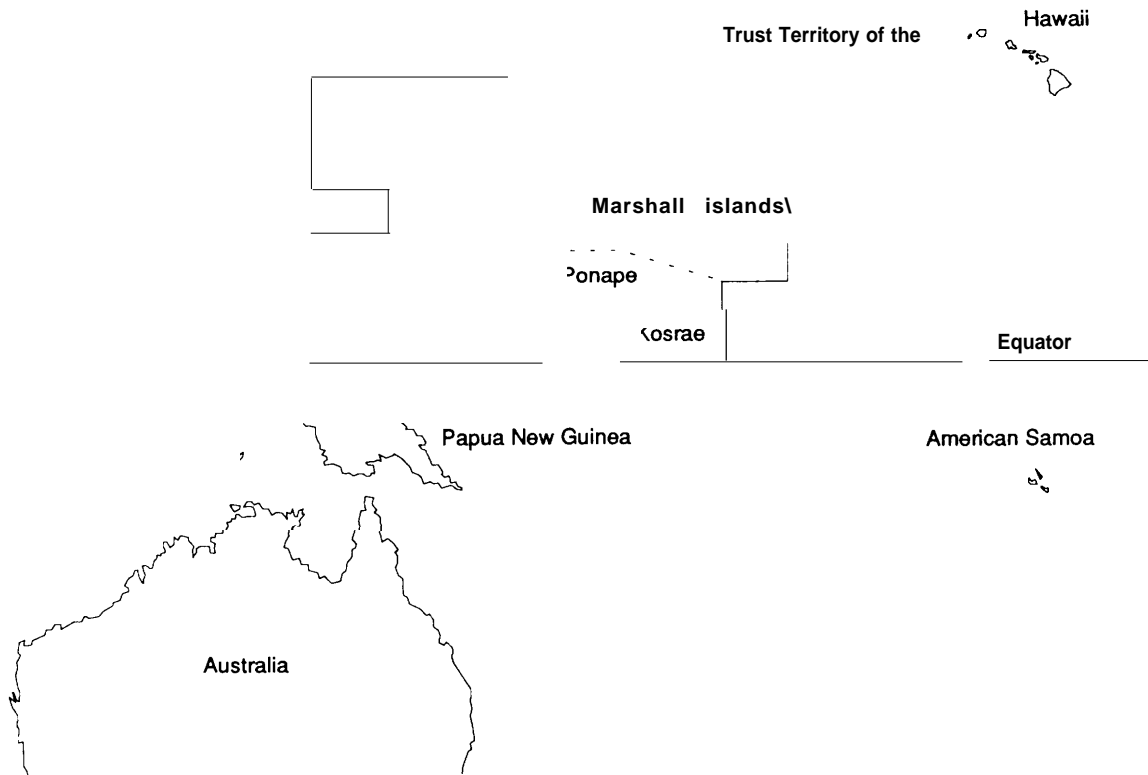 Hawaii
Trust Territory of the
Marshall islands\
Ponape
Kosrae
Equator
Papua New Guinea
American Samoa
Australia